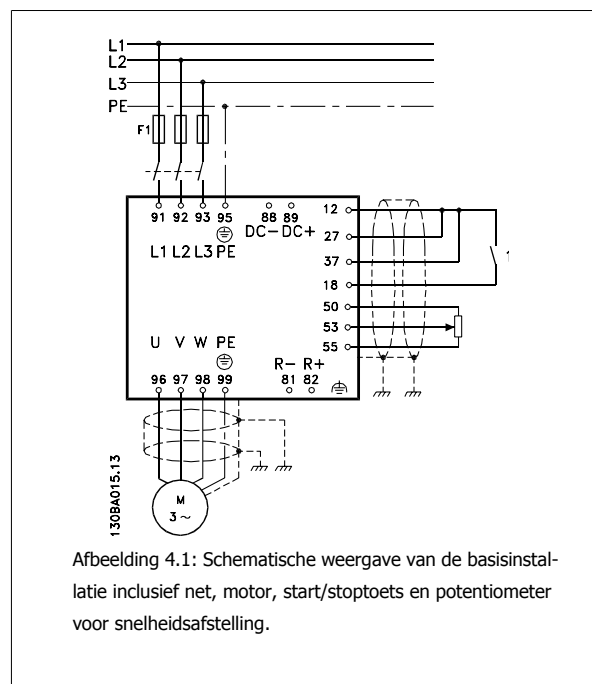 L1
L2
L3
PE
F1
91 92 93 95 88 89
DC- DC+
L1 L2 L3 PE
12
27
37
18
50
53
55
U V W PE
R- R+
96 97 98 99 81 82
M
3 ~
130BA015.13
Afbeelding 4.1: Schematische weergave van de basisinstal-
latie inclusief net, motor, start/stoptoets en potentiometer
voor snelheidsafstelling.